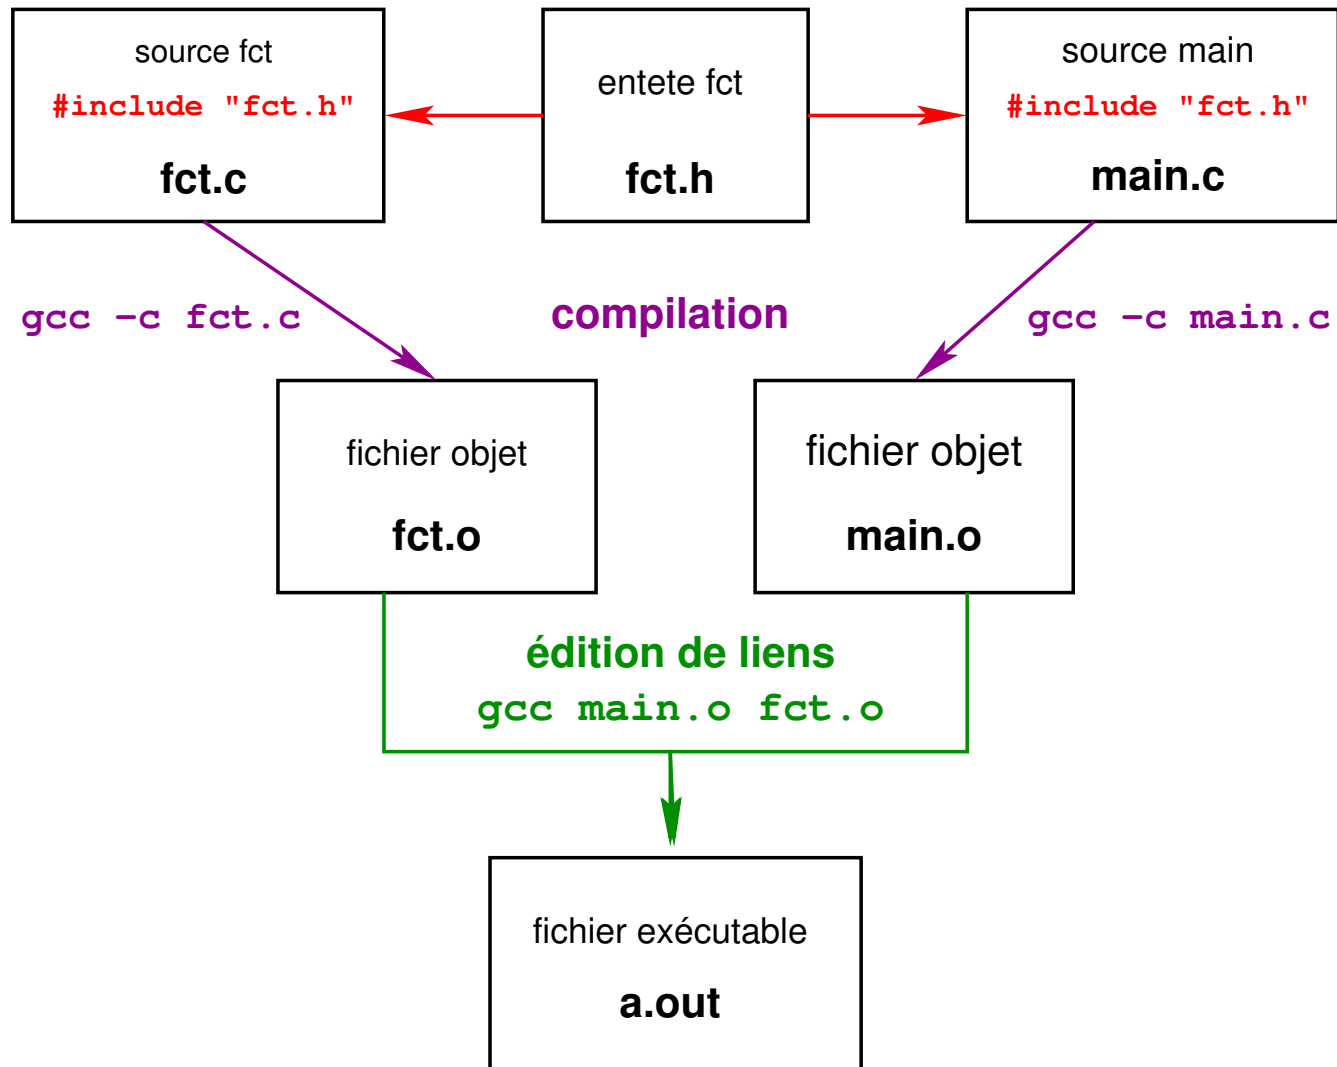 source fct
#include "fct.h"
fct.c
entete fct
fct.h
source main
#include "fct.h"
main.c
gcc −c fct.c
compilation
gcc −c main.c
fichier objet
fct.o
fichier objet
main.o
édition de liens
gcc main.o fct.o
fichier exécutable
a.out